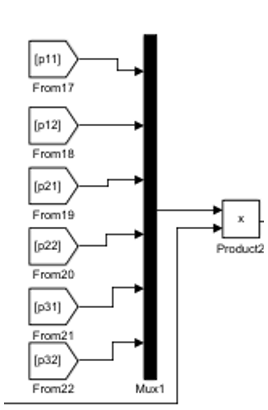 [p11]
From17
[p12]
From18
[p21]
From19
[p22]
From20
[p31]
From21
[p32]
From22
Mux1
x
Product2